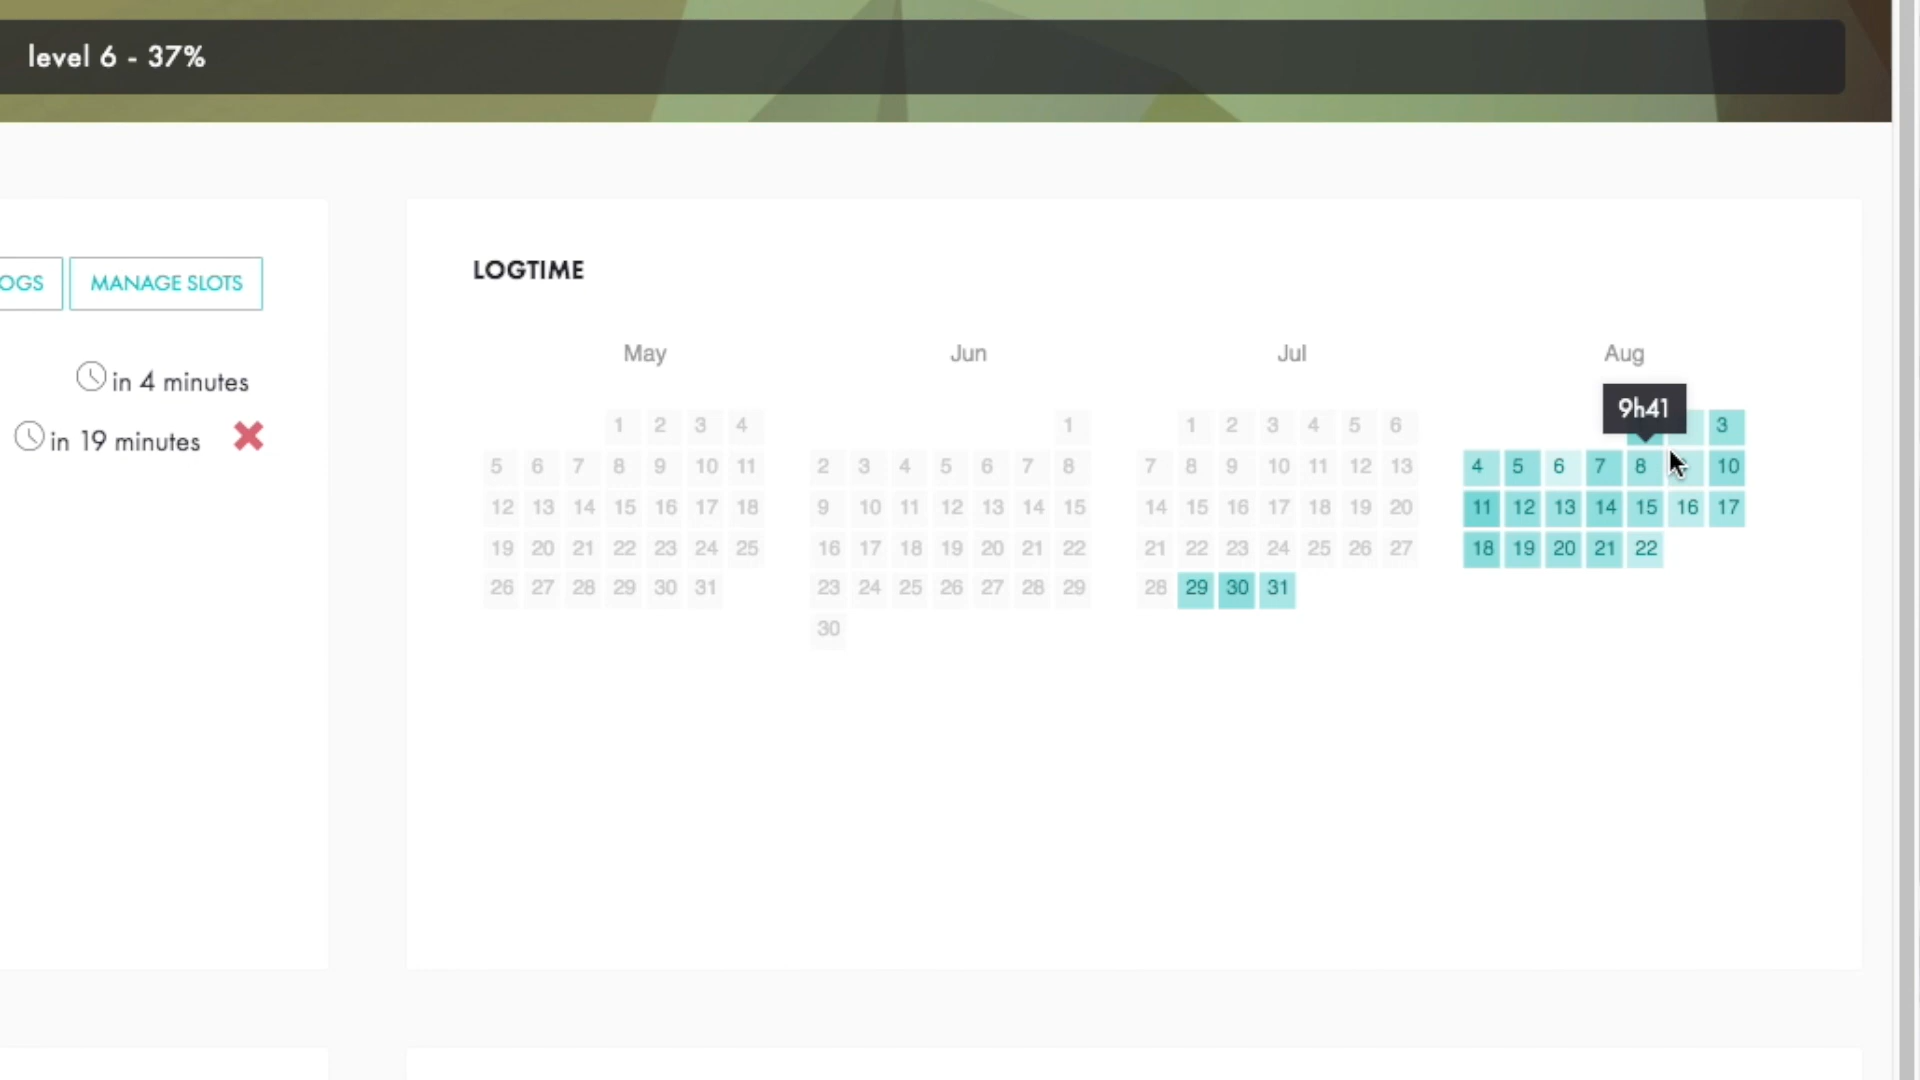 level 6 - 37%
OGS
MANAGE SLOTS
in 4 minutes
in 19 minutes
LOGTIME
May
1 2 3 4
5 6 7 8 9 10 11
12 13 14 15 16 17 18
19 20 21 22 23 24 25
26 27 28 29 30 31
Jun
1
2 3 4 5 6 7 8
9 10 11 12 13 14 15
16 17 18 19 20 21 22
23 24 25 26 27 28 29
30
Jul
1 2 3 4 5 6
7 8 9 10 11 12 13
14 15 16 17 18 19 20
21 22 23 24 25 26 27
28 29 30 31
Aug
9h41
3
4 5 6 7 8 10
11 12 13 14 15 16 17
18 19 20 21 22